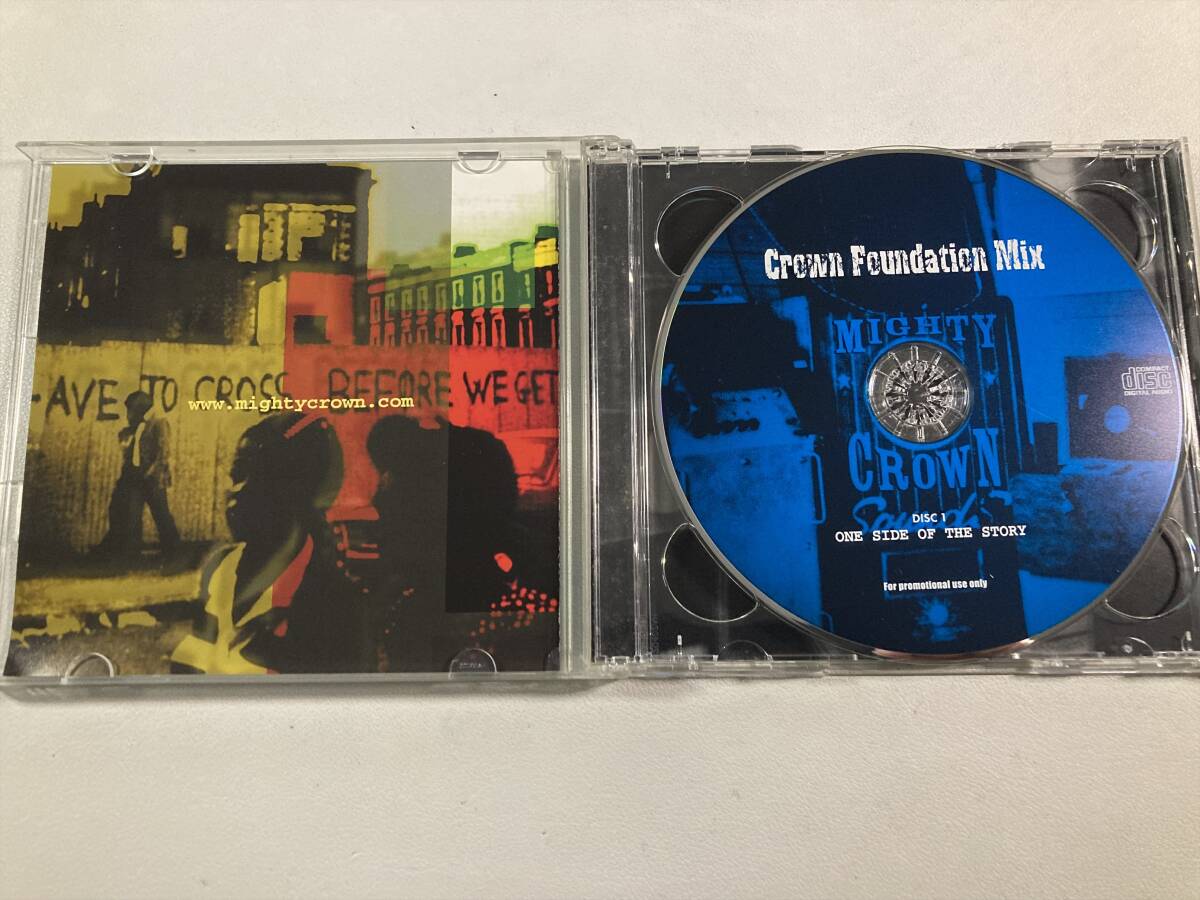 AVE TO CROSS BEFORE WE GET
www.mightycrown.com
Crown Foundation Mix
MIGHTY
CROWN
Sounds
COMPACT
disc
DIGITAL AUDIO
DISC 1
ONE SIDE OF THE STORY
For promotional use only